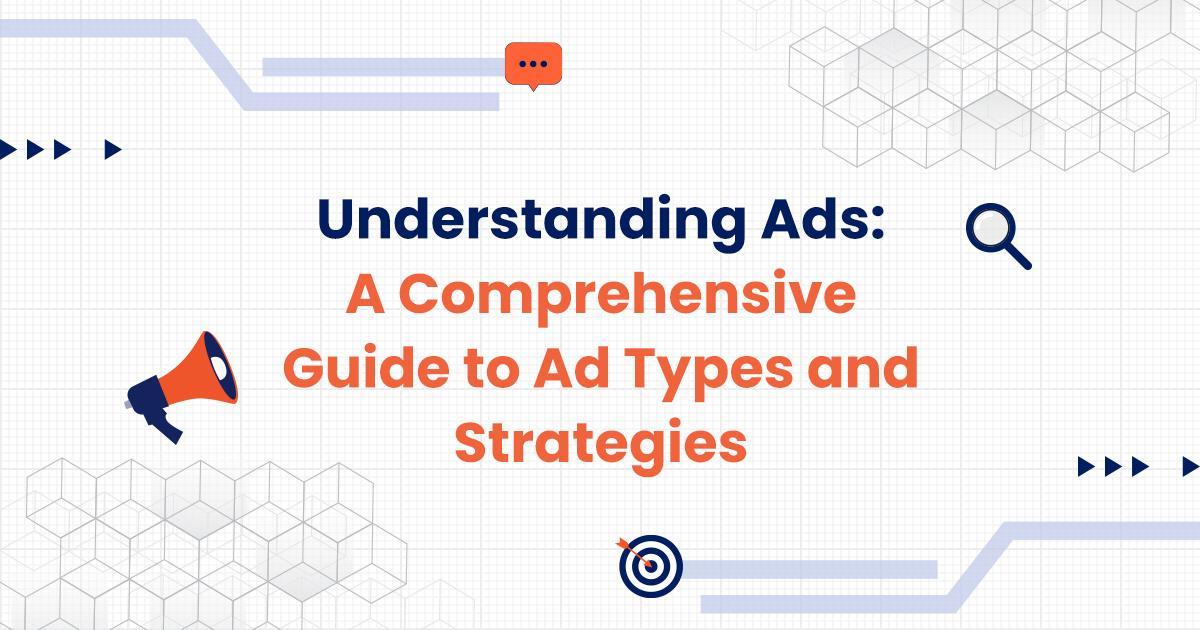 Understanding Ads:
A Comprehensive
Guide to Ad Types and
Strategies